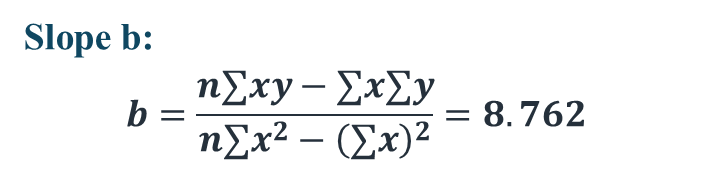 Slope b:
b = n∑xy − ∑x∑y / n∑x² − (∑x)² = 8.762